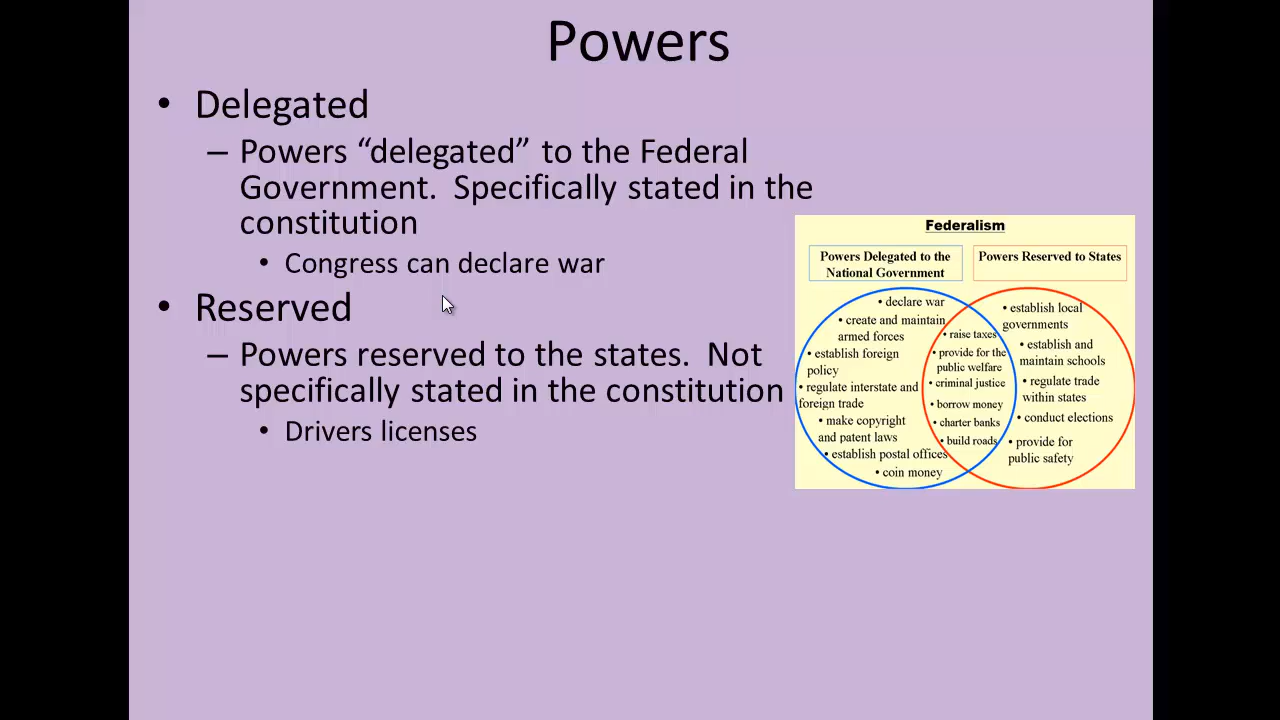 Powers
• Delegated
– Powers “delegated” to the Federal
Government.  Specifically stated in the
constitution
• Congress can declare war
• Reserved
– Powers reserved to the states.  Not
specifically stated in the constitution
• Drivers licenses
Federalism
Powers Delegated to the
National Government
• declare war
• create and maintain
armed forces
• establish foreign
policy
• regulate interstate and
foreign trade
• make copyright
and patent laws
• establish postal offices
• coin money
• raise taxes
• provide for the
public welfare
• criminal justice
• borrow money
• charter banks
• build roads
Powers Reserved to States
• establish local
governments
• establish and
maintain schools
• regulate trade
within states
• conduct elections
• provide for
public safety